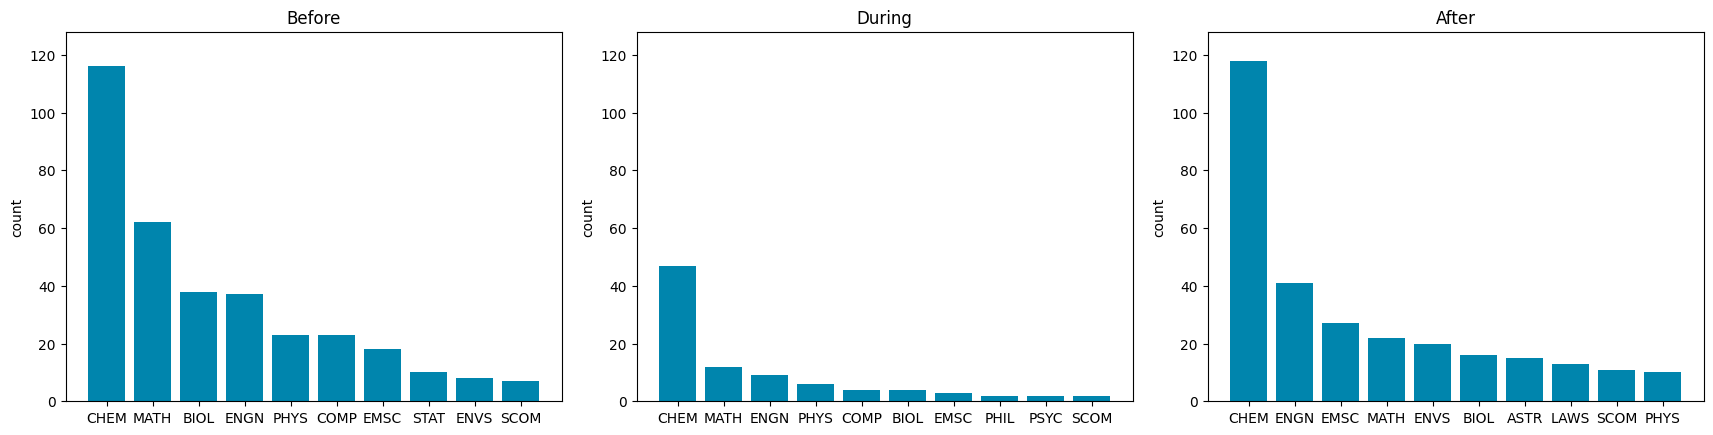 Before
count
120
100
80
60
40
20
0
CHEM MATH BIOL ENGN PHYS COMP EMSC STAT ENVS SCOM
During
count
120
100
80
60
40
20
0
CHEM MATH ENGN PHYS COMP BIOL EMSC PHIL PSYC SCOM
After
count
120
100
80
60
40
20
0
CHEM ENGN EMSC MATH ENVS BIOL ASTR LAWS SCOM PHYS